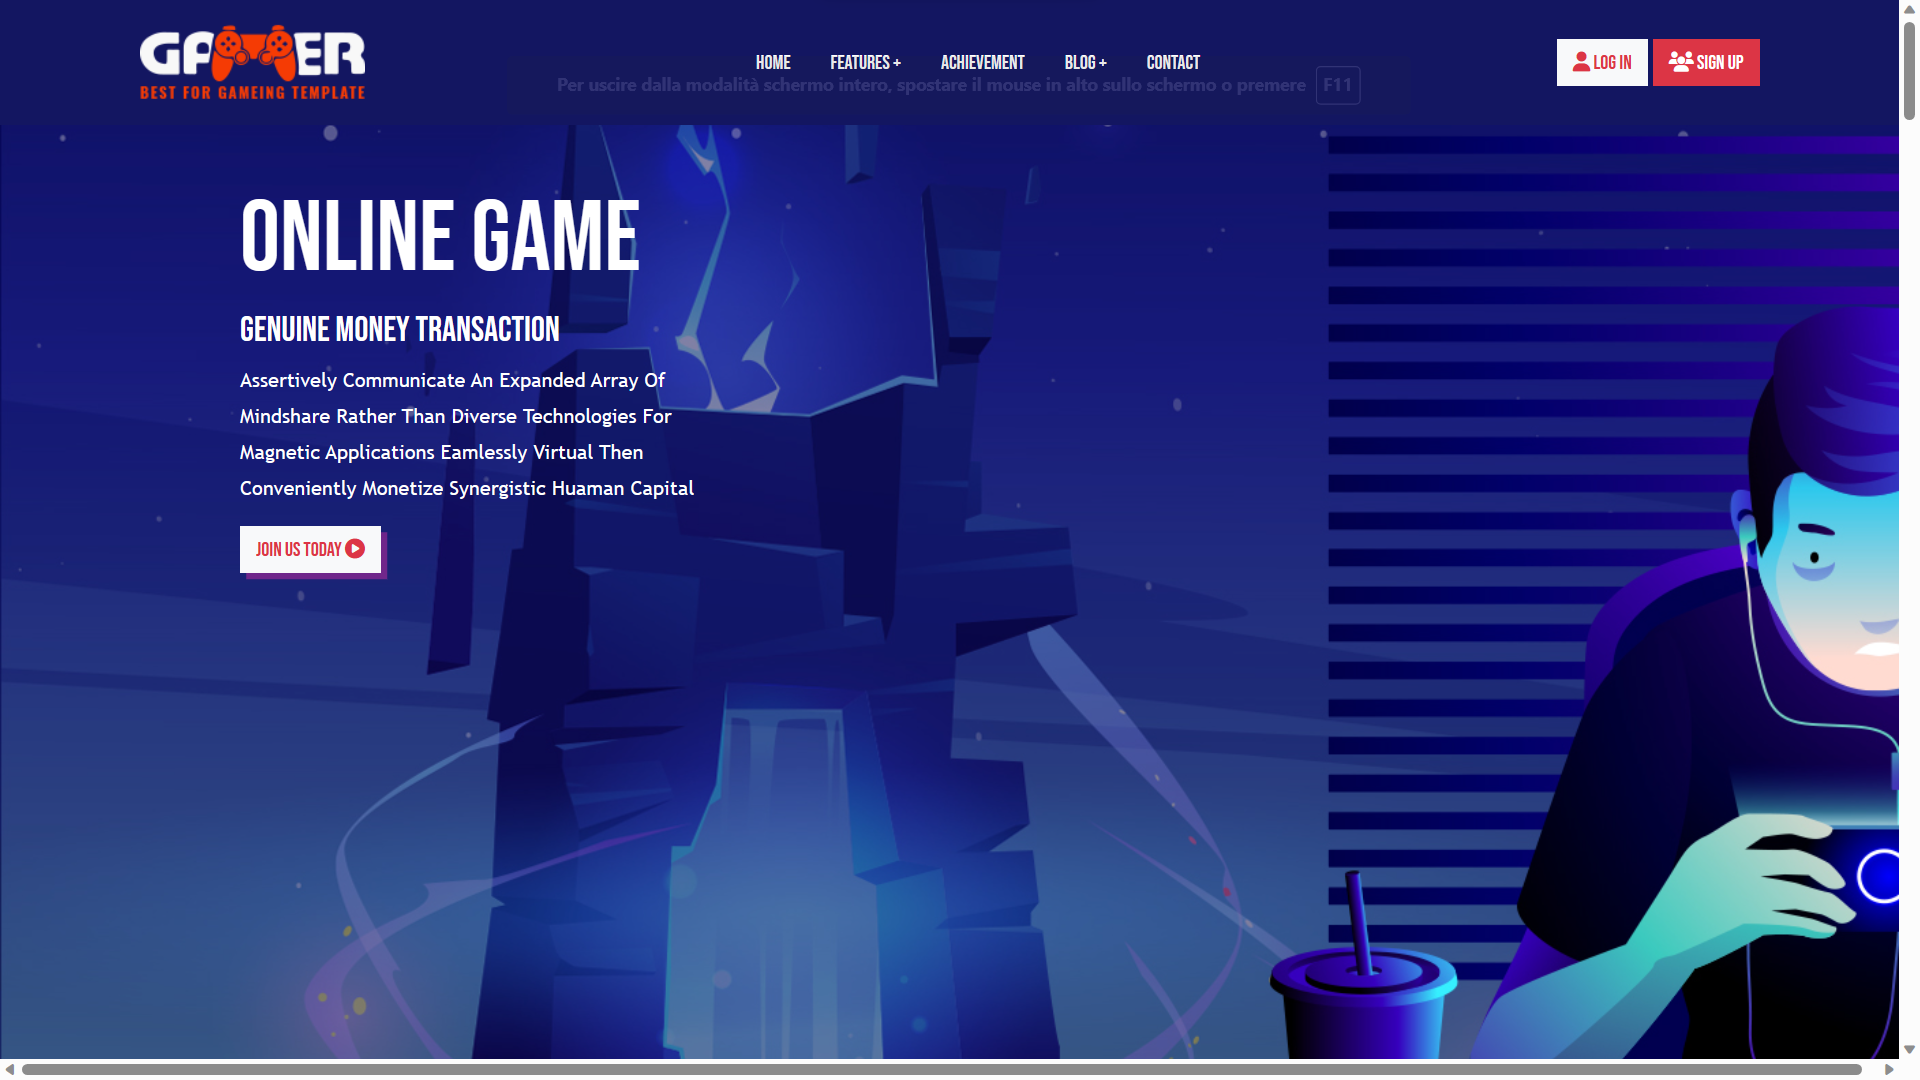 GAMER
BEST FOR GAMEING TEMPLATE
HOME
FEATURES +
ACHIEVEMENT
BLOG +
CONTACT
LOG IN
SIGN UP
Per uscire dalla modalità schermo intero, spostare il mouse in alto sullo schermo o premere F11
ONLINE GAME
GENUINE MONEY TRANSACTION
Assertively Communicate An Expanded Array Of
Mindshare Rather Than Diverse Technologies For
Magnetic Applications Eamlessly Virtual Then
Conveniently Monetize Synergistic Huaman Capital
JOIN US TODAY